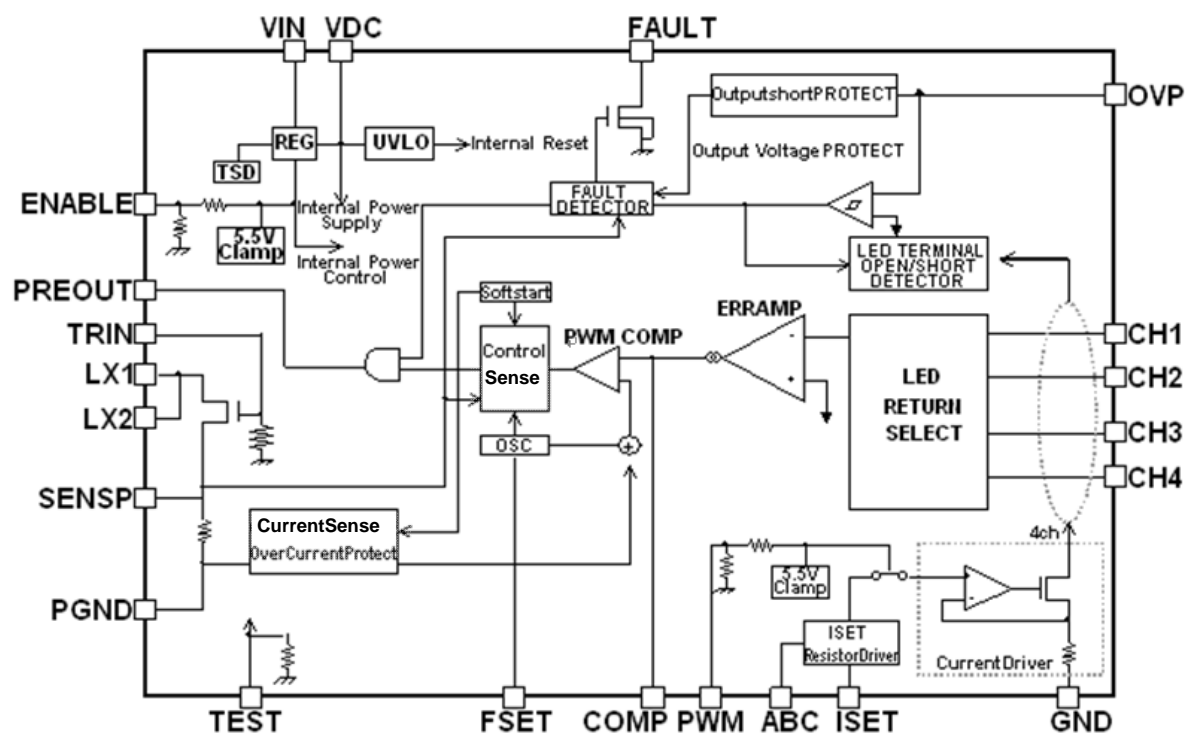 VIN VDC FAULT
OutputshortPROTECT
OVP
REG UVLO Internal Reset
TSD
Output Voltage PROTECT
ENABLE
Internal Power
Supply
FAULT
DETECTOR
5.5V
Clamp
Internal Power
Control
LED TERMINAL
OPEN/SHORT
DETECTOR
PREOUT
Softstart
TRIN
ERRAMP
PWM COMP
- +
Control
Sense
LX1
LX2
LED
RETURN
SELECT
CH1
CH2
CH3
CH4
OSC +
SENSP
CurrentSense
OverCurrentProtect
4ch
5.5V
Clamp
+ -
PGND
ISET
ResistorDriver
CurrentDriver
TEST FSET COMP PWM ABC ISET GND